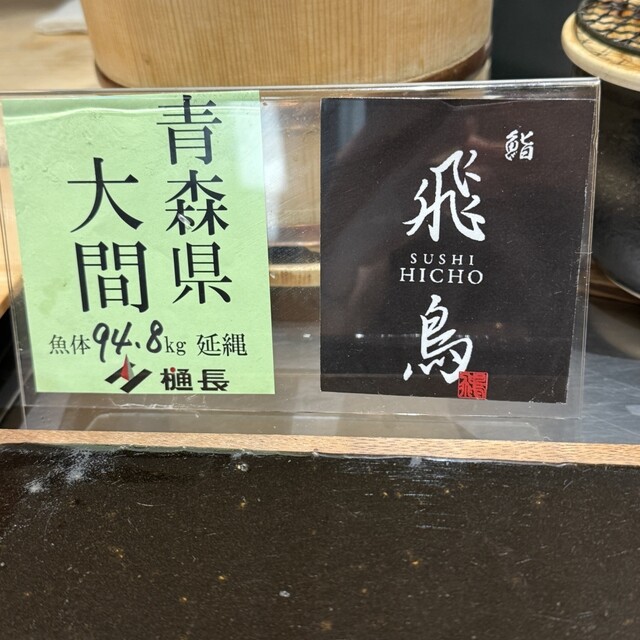 青森県
大間
魚体94.8kg 延縄
樋長
鮨
飛
SUSHI
HICHO
鳥